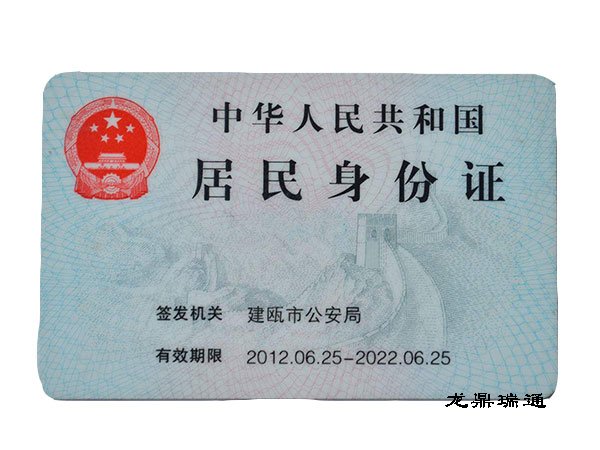 中华人民共和国
居民身份证
签发机关 建瓯市公安局
有效期限 2012.06.25-2022.06.25
龙鼎瑞通